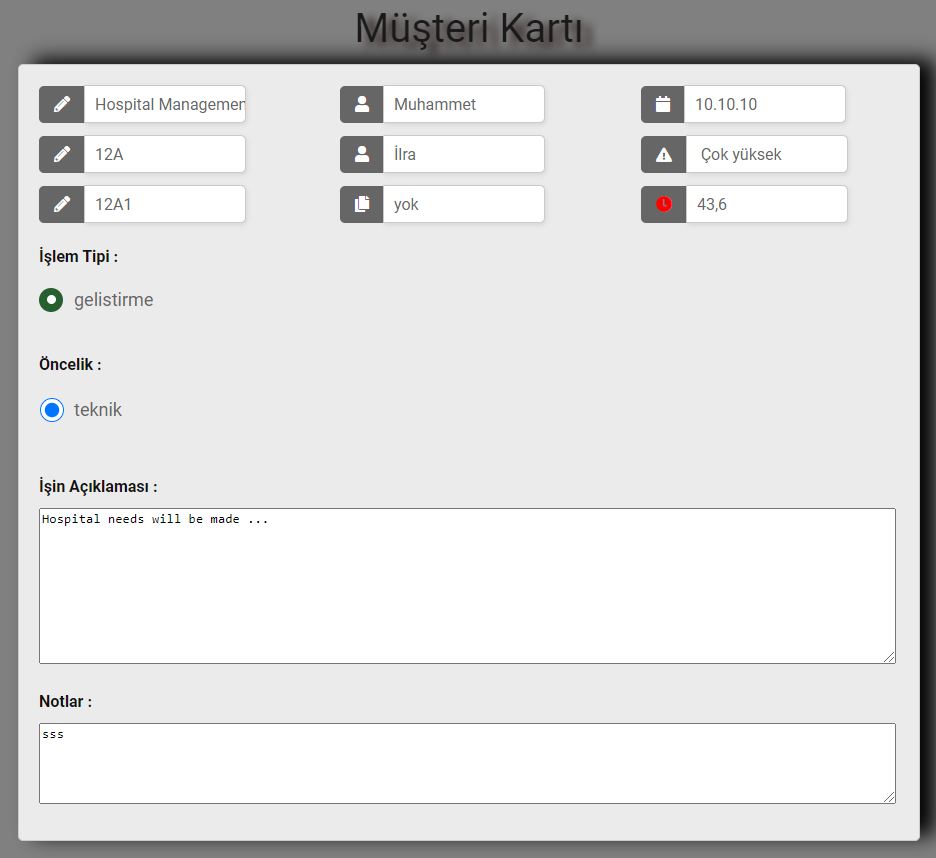 Müşteri Kartı
Hospital Managemen
Muhammet
10.10.10
12A
İlra
Çok yüksek
12A1
yok
43,6
İşlem Tipi :
gelistirme
Öncelik :
teknik
İşin Açıklaması :
Hospital needs will be made ...
Notlar :
sss